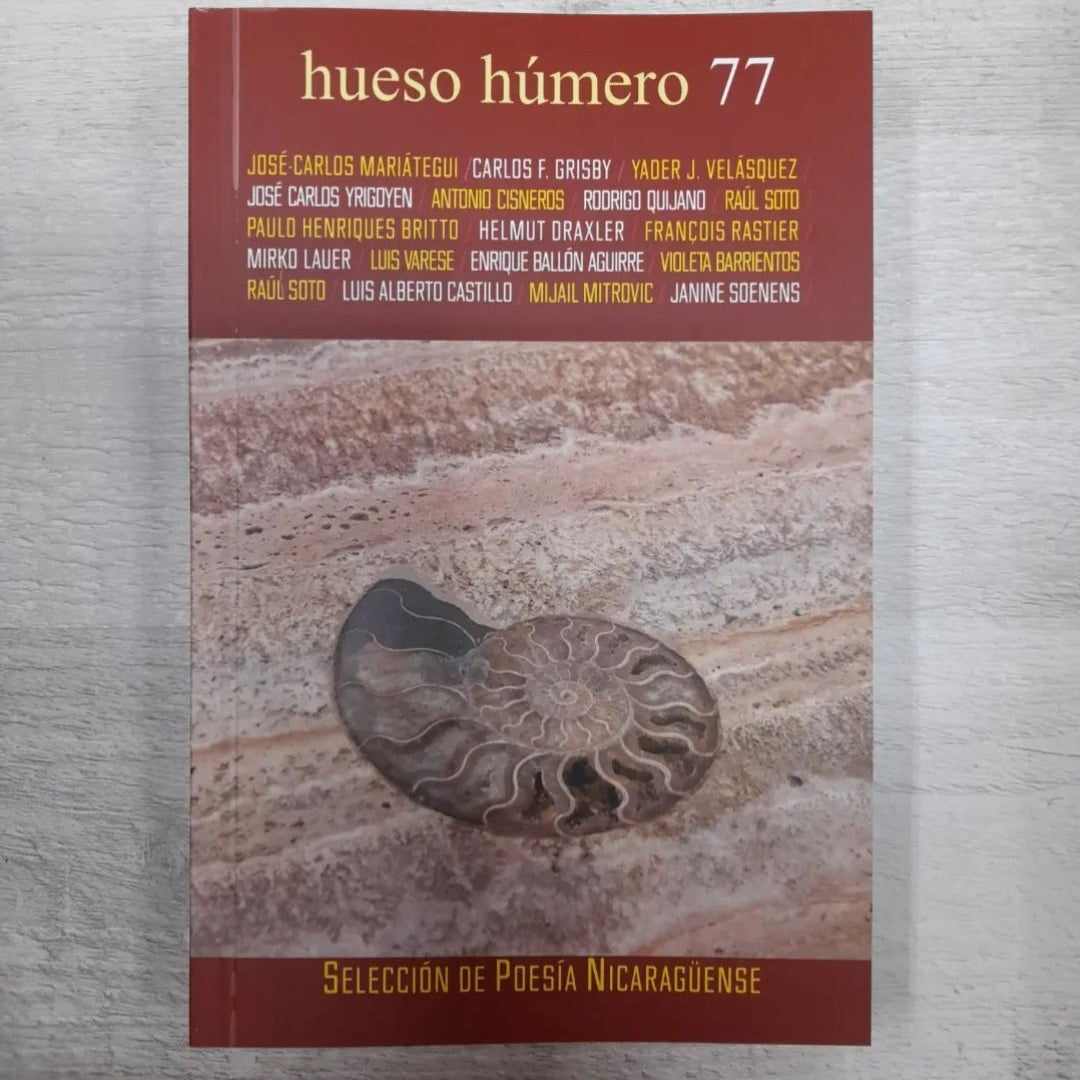 hueso húmero 77
JOSÉ-CARLOS MARIÁTEGUI / CARLOS F. GRISBY / YADER J. VELÁSQUEZ /
JOSÉ CARLOS YRIGOYEN / ANTONIO CISNEROS / RODRIGO QUIJANO / RAÚL SOTO /
PAULO HENRIQUES BRITTO / HELMUT DRAXLER / FRANÇOIS RASTIER /
MIRKO LAUER / LUIS VARESE / ENRIQUE BALLÓN AGUIRRE / VIOLETA BARRIENTOS /
RAÚL SOTO / LUIS ALBERTO CASTILLO / MIJAIL MITROVIC / JANINE SOENENS /
SELECCIÓN DE POESÍA NICARAGÜENSE